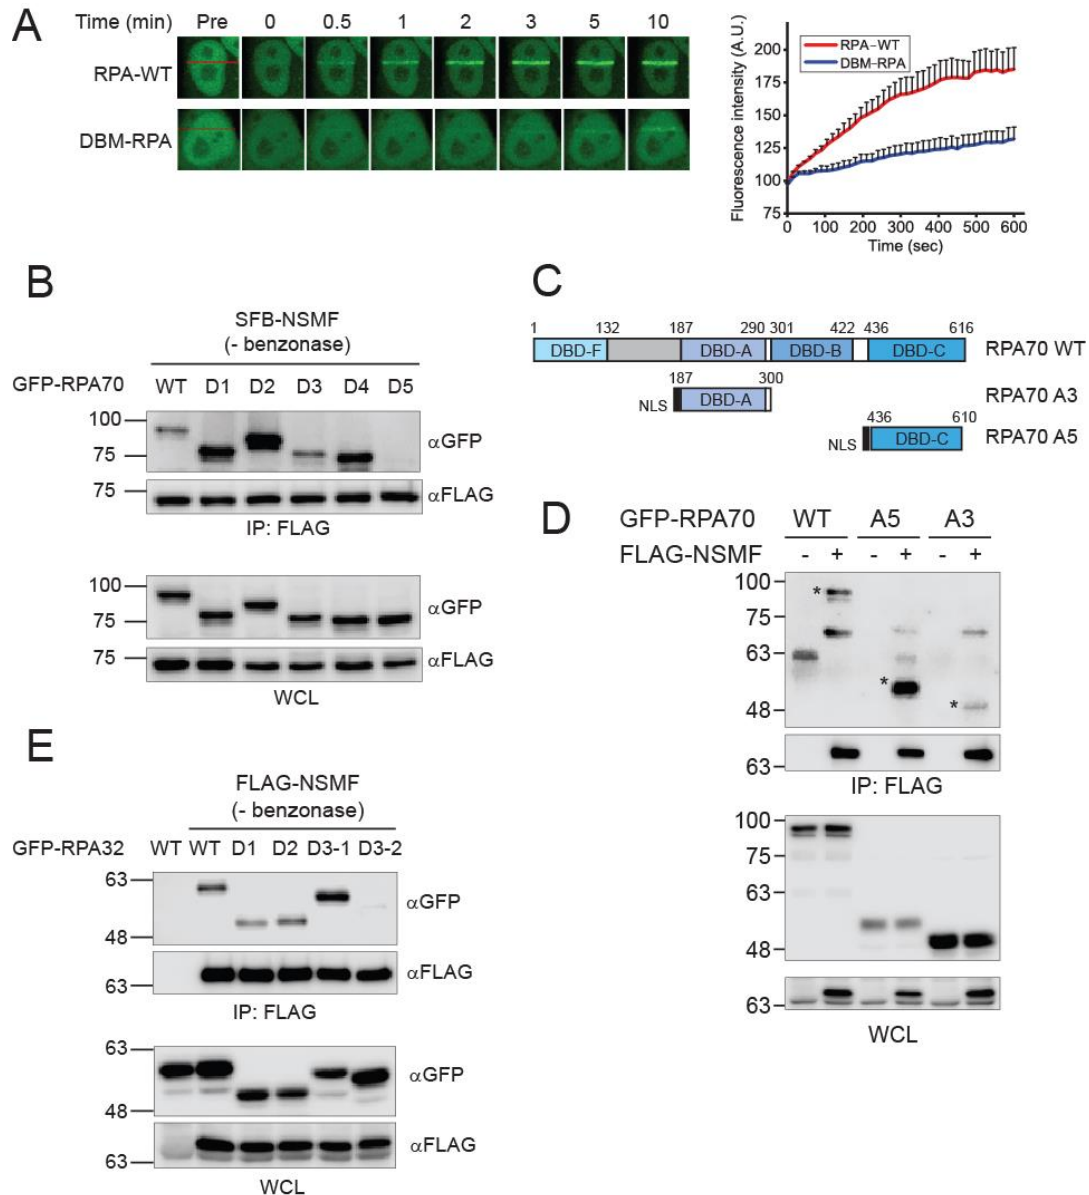 A
Time (min) Pre 0 0.5 1 2 3 5 10
RPA-WT
DBM-RPA
Fluorescence intensity (A.U.)
200
175
150
125
100
75
RPA-WT
DBM-RPA
0 100 200 300 400 500 600
Time (sec)
B
SFB-NSMF
(- benzonase)
GFP-RPA70 WT D1 D2 D3 D4 D5
100
75
αGFP
75
αFLAG
IP: FLAG
100
75
αGFP
75
αFLAG
WCL
C
1 132 187 290 301 422 436 616
DBD-F DBD-A DBD-B DBD-C RPA70 WT
187 300
NLS DBD-A RPA70 A3
436 610
NLS DBD-C RPA70 A5
D
GFP-RPA70 WT A5 A3
FLAG-NSMF - + - + - +
100
75
63
48
* * *
63
IP: FLAG
100
75
63
48
63
WCL
E
FLAG-NSMF
(- benzonase)
GFP-RPA32 WT WT D1 D2 D3-1 D3-2
63
48
αGFP
63
αFLAG
IP: FLAG
63
48
αGFP
63
αFLAG
WCL